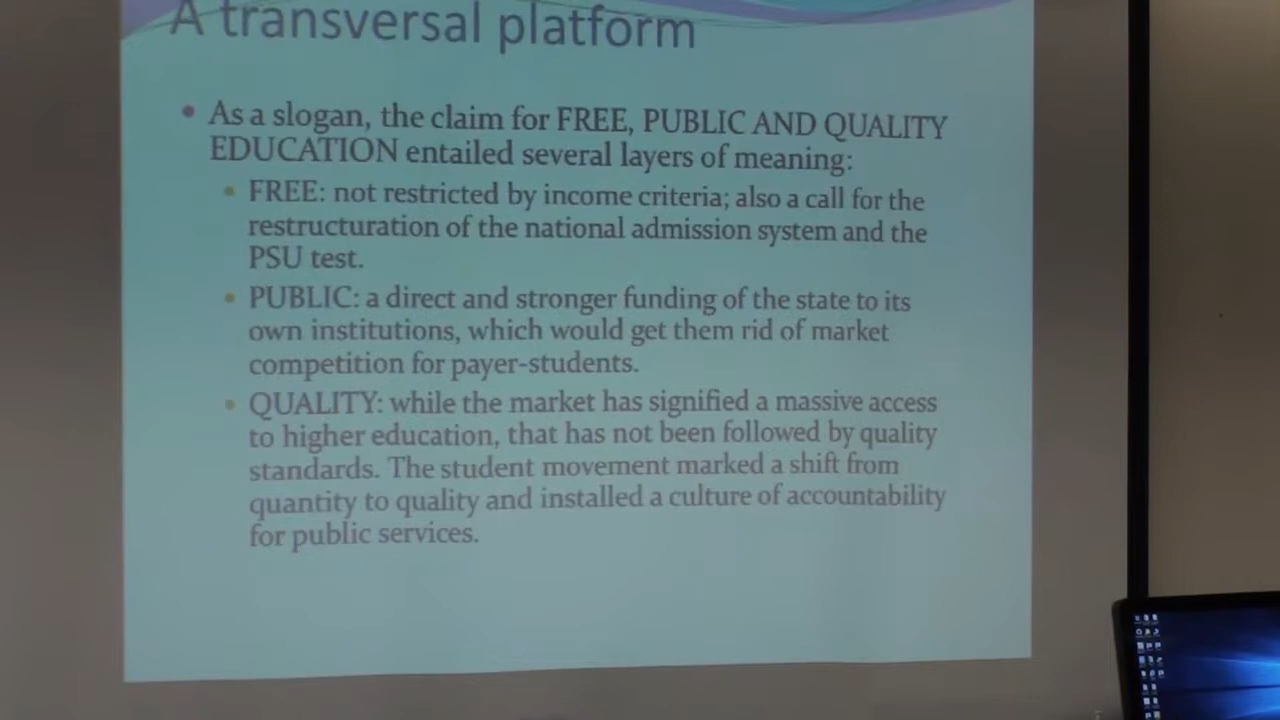 A transversal platform
• As a slogan, the claim for FREE, PUBLIC AND QUALITY
EDUCATION entailed several layers of meaning:
• FREE: not restricted by income criteria; also a call for the
restructuration of the national admission system and the
PSU test.
• PUBLIC: a direct and stronger funding of the state to its
own institutions, which would get them rid of market
competition for payer-students.
• QUALITY: while the market has signified a massive access
to higher education, that has not been followed by quality
standards. The student movement marked a shift from
quantity to quality and installed a culture of accountability
for public services.